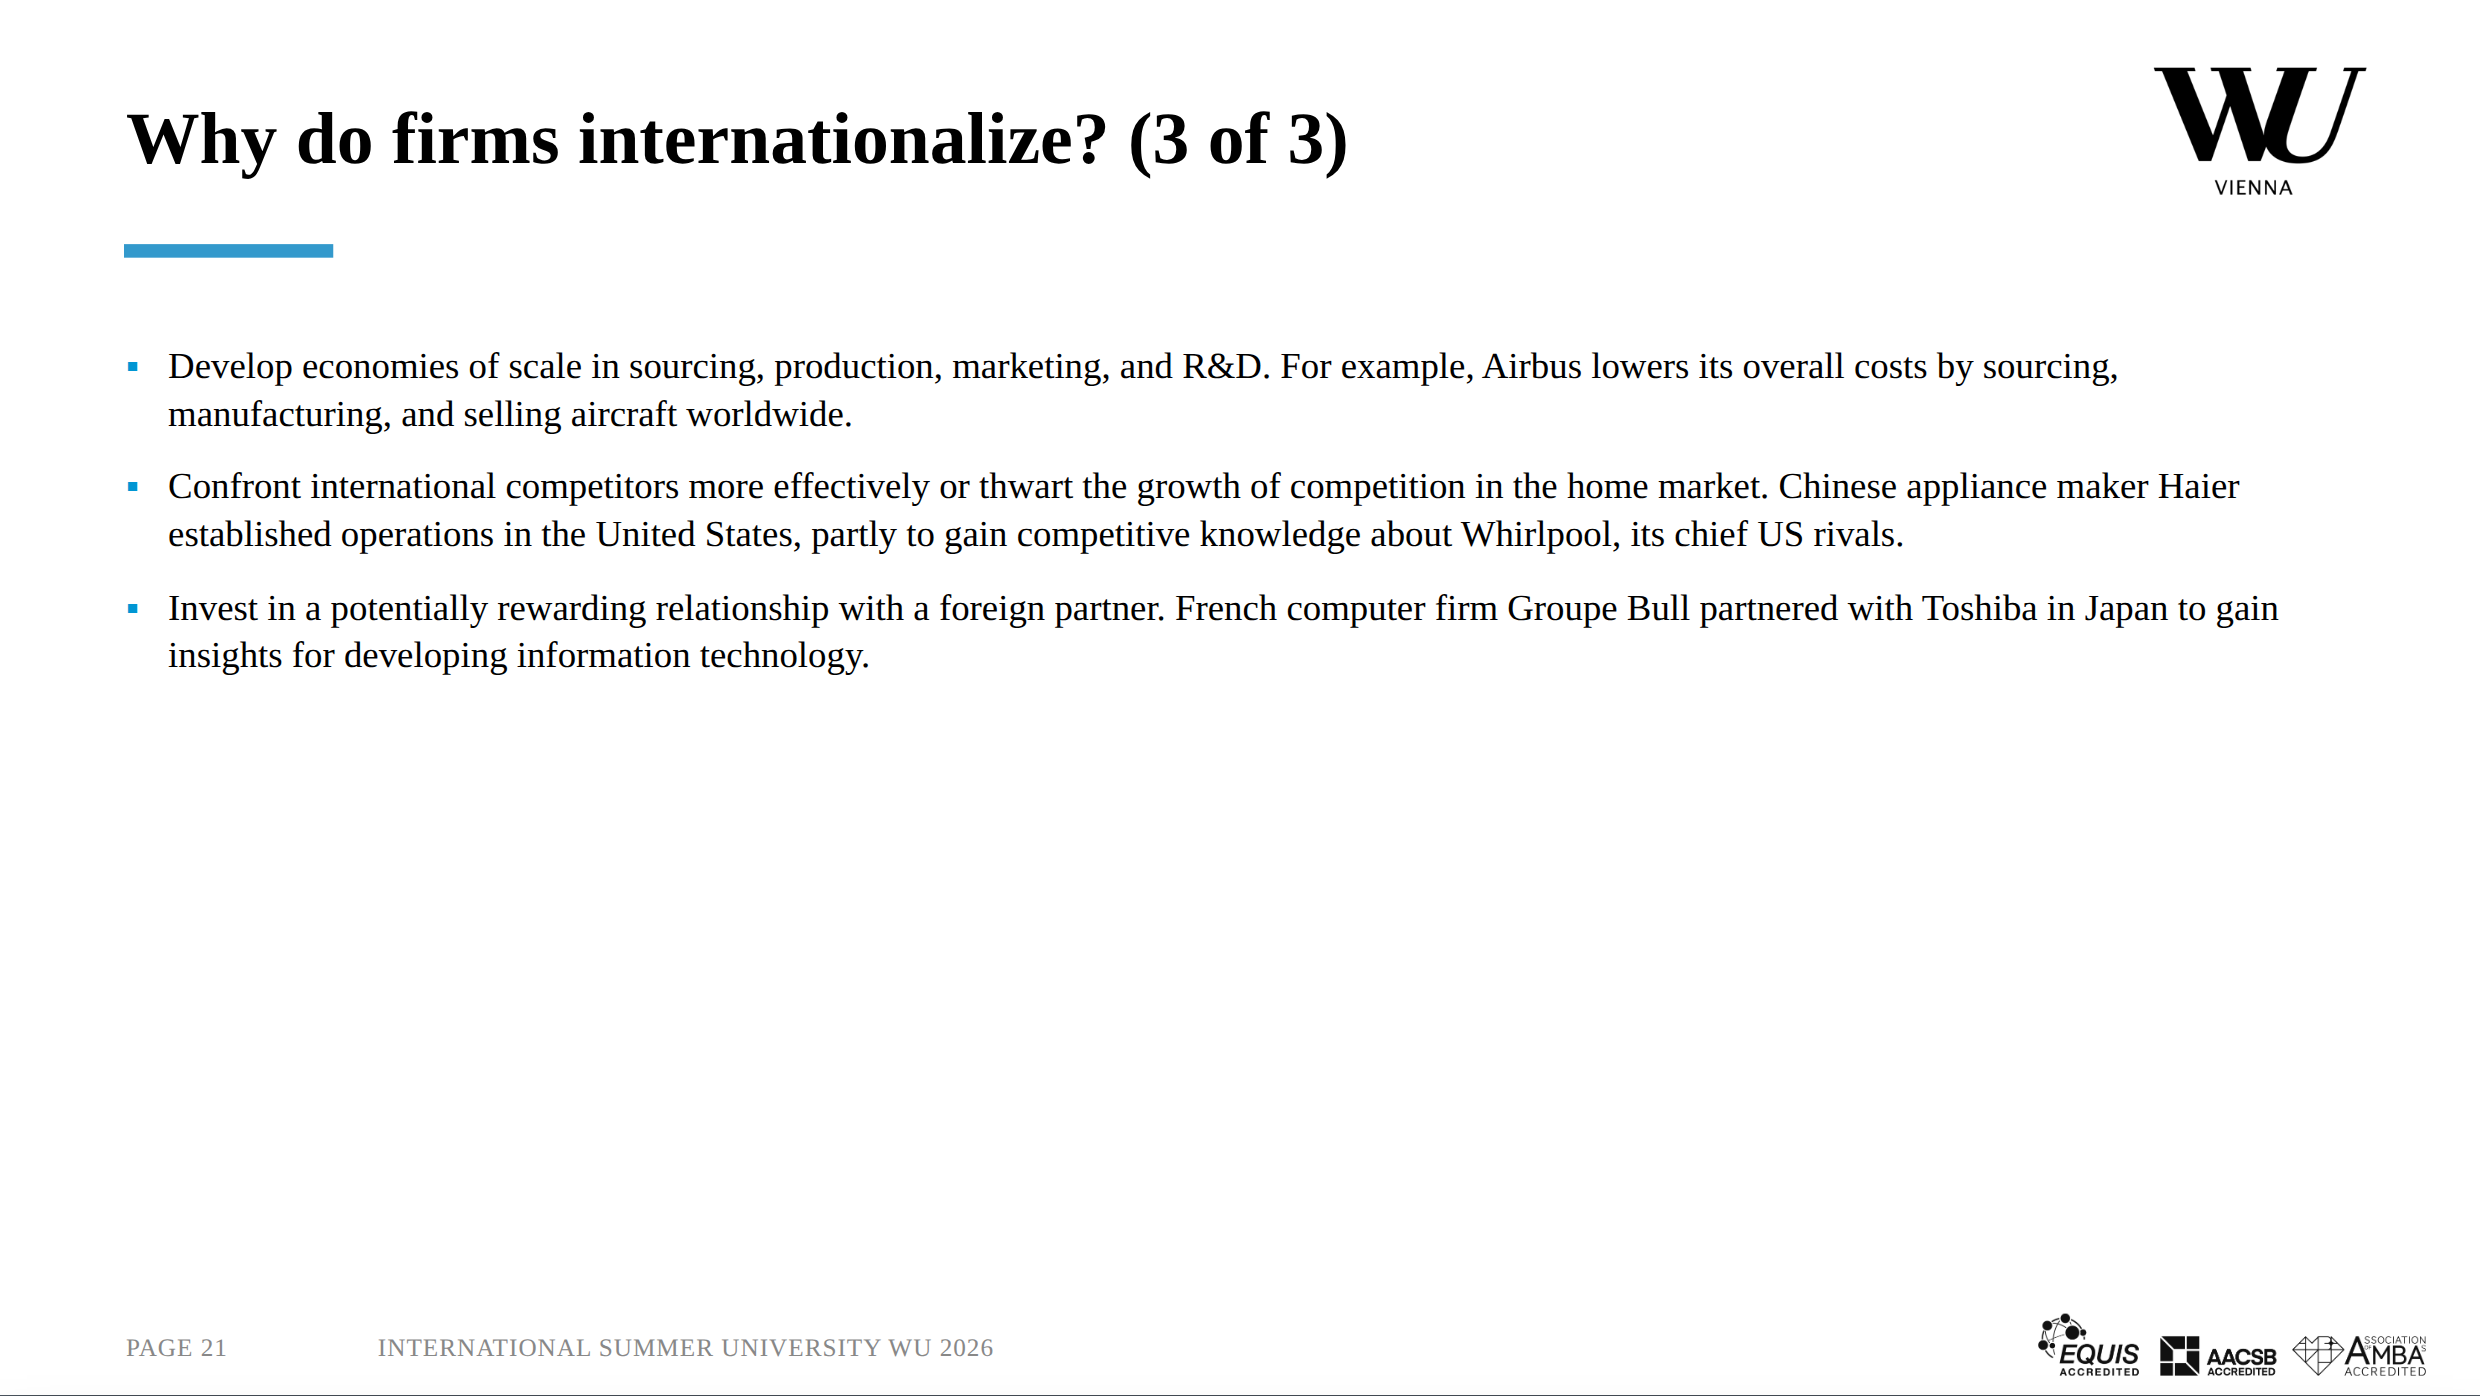 Why do firms internationalize? (3 of 3)
WU
VIENNA
▪ Develop economies of scale in sourcing, production, marketing, and R&D. For example, Airbus lowers its overall costs by sourcing,
manufacturing, and selling aircraft worldwide.
▪ Confront international competitors more effectively or thwart the growth of competition in the home market. Chinese appliance maker Haier
established operations in the United States, partly to gain competitive knowledge about Whirlpool, its chief US rivals.
▪ Invest in a potentially rewarding relationship with a foreign partner. French computer firm Groupe Bull partnered with Toshiba in Japan to gain
insights for developing information technology.
PAGE 21
INTERNATIONAL SUMMER UNIVERSITY WU 2026
EQUIS
ACCREDITED
AACSB
ACCREDITED
ASSOCIATION
OF
AMBAs
ACCREDITED